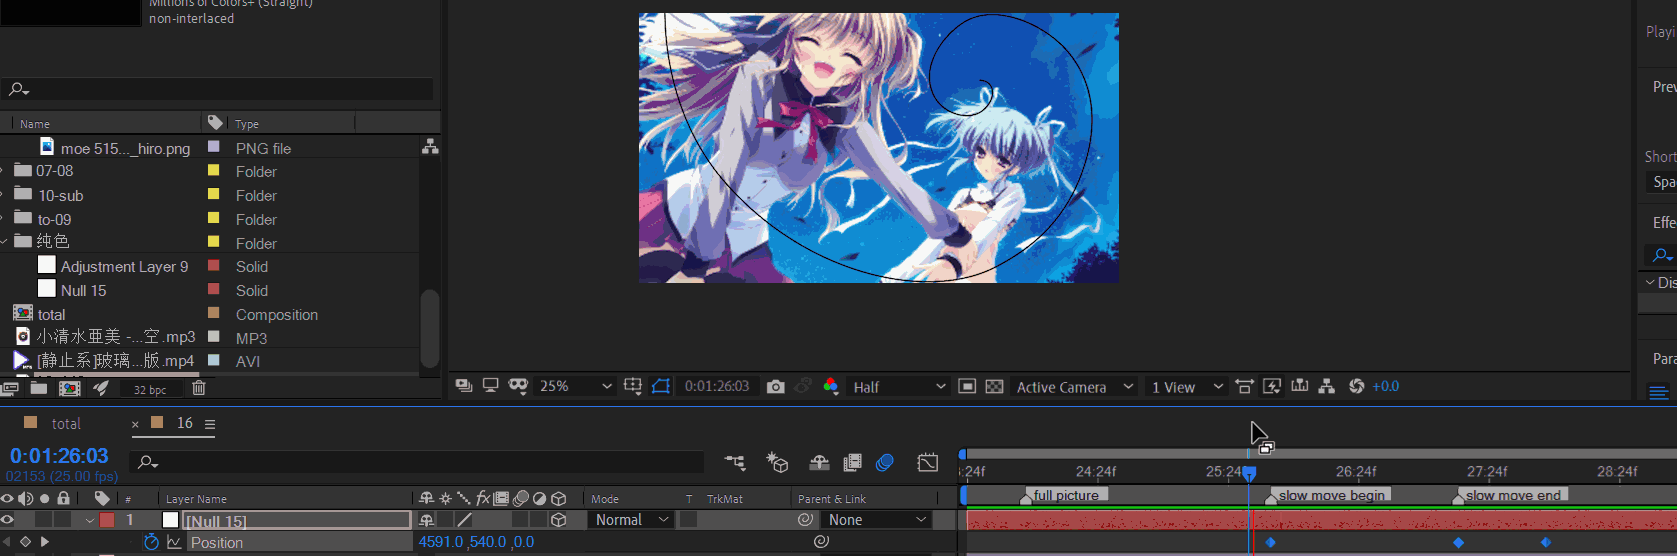 Millions of Colors+ (Straight)
non-interlaced
Name Type
moe 515..._hiro.png PNG file
07-08 Folder
10-sub Folder
to-09 Folder
纯色 Folder
Adjustment Layer 9 Solid
Null 15 Solid
total Composition
小清水亜美 -...空.mp3 MP3
[静止系]玻璃...版.mp4 AVI
32 bpc
25% 0:01:26:03 Half Active Camera 1 View +0.0
Playi
Prev
Short
Spac
Effe
Dis
Para
total × 16
0:01:26:03
02153 (25.00 fps)
:24f 24:24f 25:24f 26:24f 27:24f 28:24f
full picture slow move begin slow move end
# Layer Name Mode T TrkMat Parent & Link
1 [Null 15] Normal None
Position 4591.0,540.0,0.0